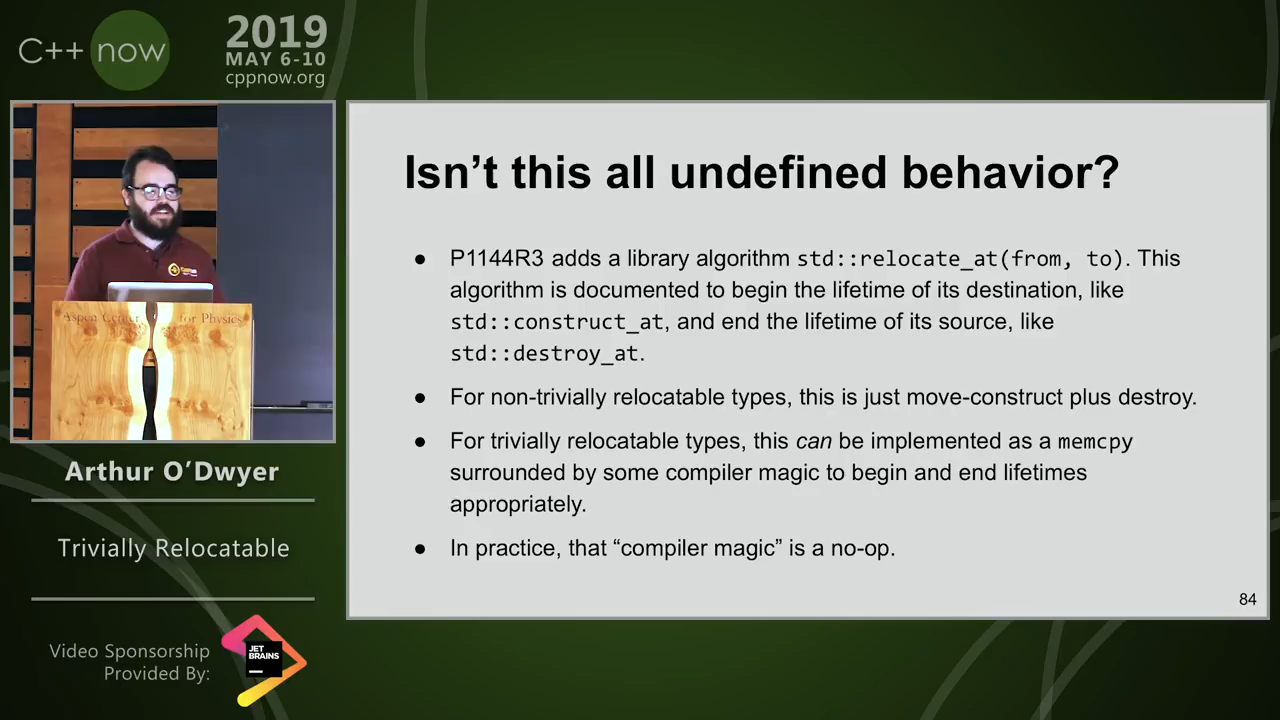 C++ now
2019
MAY 6-10
cppnow.org
Aspen Center for Physics
Arthur O’Dwyer
Trivially Relocatable
Video Sponsorship
Provided By:
JET
BRAINS
Isn’t this all undefined behavior?
● P1144R3 adds a library algorithm std::relocate_at(from, to). This
algorithm is documented to begin the lifetime of its destination, like
std::construct_at, and end the lifetime of its source, like
std::destroy_at.
● For non-trivially relocatable types, this is just move-construct plus destroy.
● For trivially relocatable types, this can be implemented as a memcpy
surrounded by some compiler magic to begin and end lifetimes
appropriately.
● In practice, that “compiler magic” is a no-op.
84